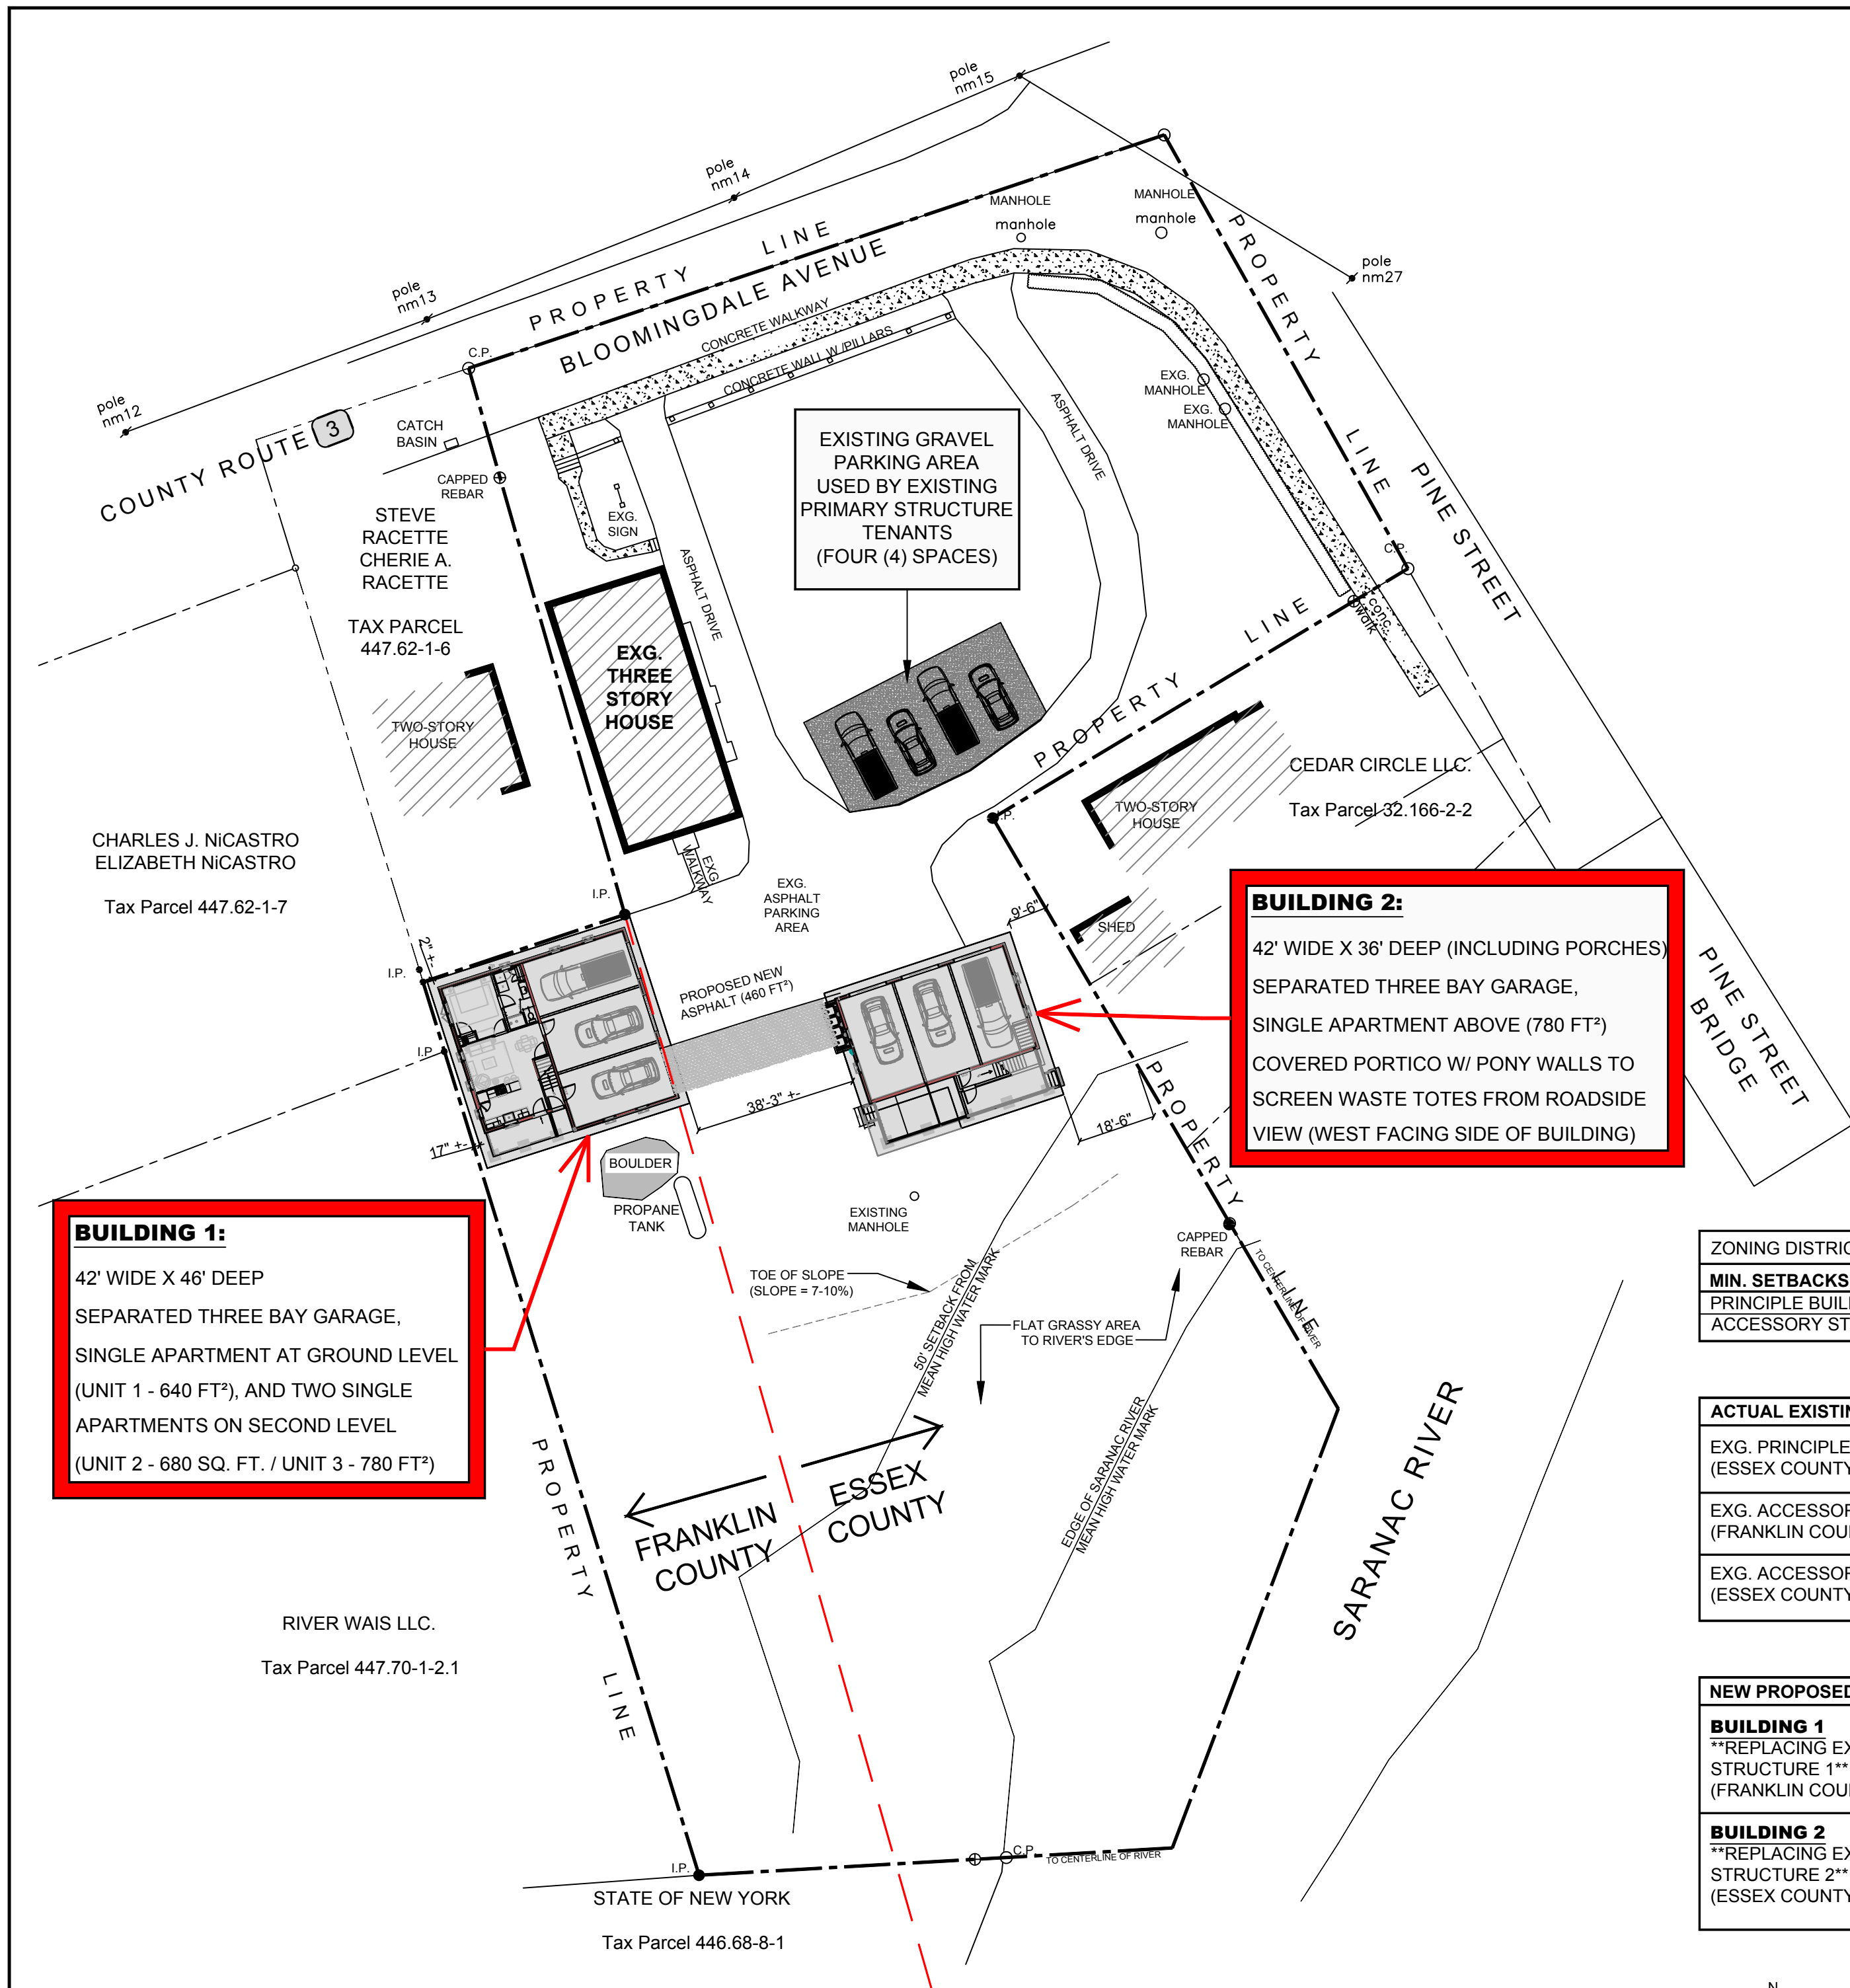 pole
nm15
pole
nm14
pole
nm13
pole
nm12
pole
nm27
MANHOLE
manhole
MANHOLE
manhole
PROPERTY LINE
BLOOMINGDALE AVENUE
COUNTY ROUTE 3
PROPERTY LINE
PINE STREET
C.P.
CONCRETE WALKWAY
CONCRETE WALL W /PILLARS
CATCH
BASIN
CAPPED
REBAR
EXG.
SIGN
ASPHALT DRIVE
ASPHALT DRIVE
EXG.
MANHOLE
EXG.
MANHOLE
C.P.
conc.
walk
EXISTING GRAVEL
PARKING AREA
USED BY EXISTING
PRIMARY STRUCTURE
TENANTS
(FOUR (4) SPACES)
STEVE
RACETTE
CHERIE A.
RACETTE
TAX PARCEL
447.62-1-6
TWO-STORY
HOUSE
EXG.
THREE
STORY
HOUSE
PROPERTY LINE
CEDAR CIRCLE LLC.
Tax Parcel 32.166-2-2
TWO-STORY
HOUSE
I.P.
SHED
CHARLES J. NiCASTRO
ELIZABETH NiCASTRO
Tax Parcel 447.62-1-7
EXG.
WALKWAY
I.P.
EXG.
ASPHALT
PARKING
AREA
9'-6"
2" +-
I.P.
I.P.
PROPOSED NEW
ASPHALT (460 FT²)
38'-3" +-
17" +-
18'-6"
BUILDING 2:
42' WIDE X 36' DEEP (INCLUDING PORCHES)
SEPARATED THREE BAY GARAGE,
SINGLE APARTMENT ABOVE (780 FT²)
COVERED PORTICO W/ PONY WALLS TO
SCREEN WASTE TOTES FROM ROADSIDE
VIEW (WEST FACING SIDE OF BUILDING)
PINE STREET
BRIDGE
BOULDER
PROPANE
TANK
EXISTING
MANHOLE
PROPERTY LINE
CAPPED
REBAR
TO CENTERLINE OF RIVER
TOE OF SLOPE
(SLOPE = 7-10%)
50' SETBACK FROM
MEAN HIGH WATER MARK
FLAT GRASSY AREA
TO RIVER'S EDGE
BUILDING 1:
42' WIDE X 46' DEEP
SEPARATED THREE BAY GARAGE,
SINGLE APARTMENT AT GROUND LEVEL
(UNIT 1 - 640 FT²), AND TWO SINGLE
APARTMENTS ON SECOND LEVEL
(UNIT 2 - 680 SQ. FT. / UNIT 3 - 780 FT²)
EDGE OF SARANAC RIVER
MEAN HIGH WATER MARK
SARANAC RIVER
FRANKLIN
COUNTY
ESSEX
COUNTY
PROPERTY LINE
RIVER WAIS LLC.
Tax Parcel 447.70-1-2.1
I.P.
C.P.
TO CENTERLINE OF RIVER
STATE OF NEW YORK
Tax Parcel 446.68-8-1
ZONING DISTRIC
MIN. SETBACKS
PRINCIPLE BUIL
ACCESSORY ST
ACTUAL EXISTIN
EXG. PRINCIPLE
(ESSEX COUNTY
EXG. ACCESSOR
(FRANKLIN COU
EXG. ACCESSOR
(ESSEX COUNTY
NEW PROPOSED
BUILDING 1
**REPLACING EX
STRUCTURE 1**
(FRANKLIN COU
BUILDING 2
**REPLACING EX
STRUCTURE 2**
(ESSEX COUNTY
N